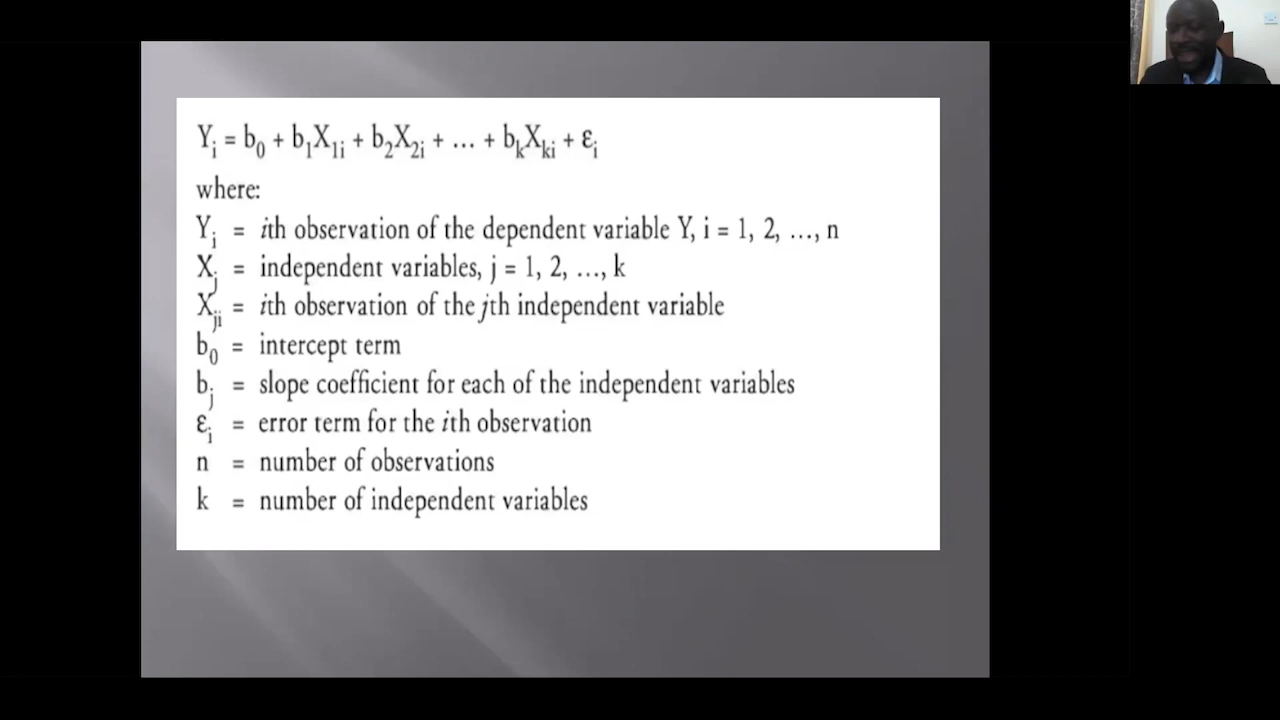 Yᵢ = b₀ + b₁X₁ᵢ + b₂X₂ᵢ + ... + bₖXₖᵢ + εᵢ
where:
Yᵢ = ith observation of the dependent variable Y, i = 1, 2, ..., n
Xⱼ = independent variables, j = 1, 2, ..., k
Xⱼᵢ = ith observation of the jth independent variable
b₀ = intercept term
bⱼ = slope coefficient for each of the independent variables
εᵢ = error term for the ith observation
n = number of observations
k = number of independent variables